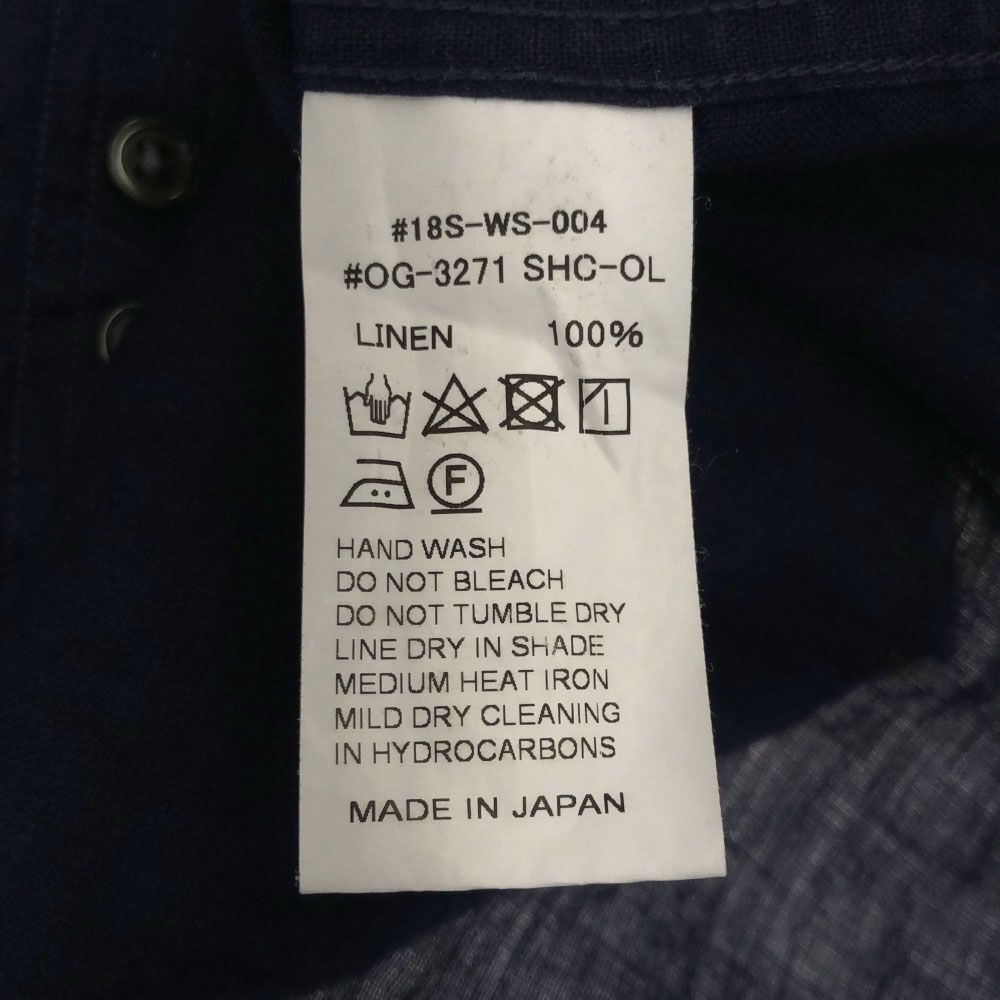 #18S-WS-004
#OG-3271 SHC-OL
LINEN 100%
F
HAND WASH
DO NOT BLEACH
DO NOT TUMBLE DRY
LINE DRY IN SHADE
MEDIUM HEAT IRON
MILD DRY CLEANING
IN HYDROCARBONS
MADE IN JAPAN